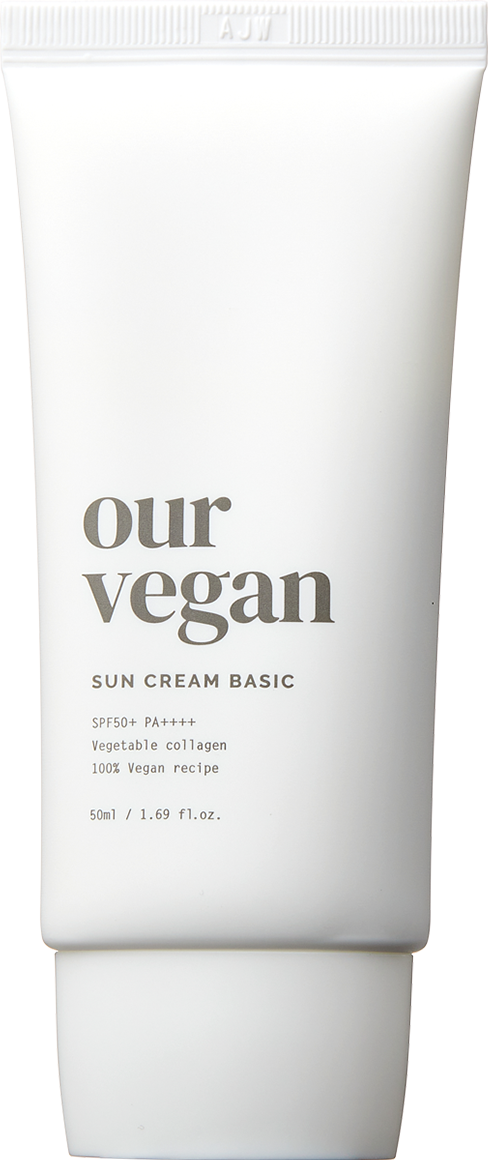 AJW
our
vegan
SUN CREAM BASIC
SPF50+ PA++++
Vegetable collagen
100% Vegan recipe
50ml / 1.69 fl.oz.